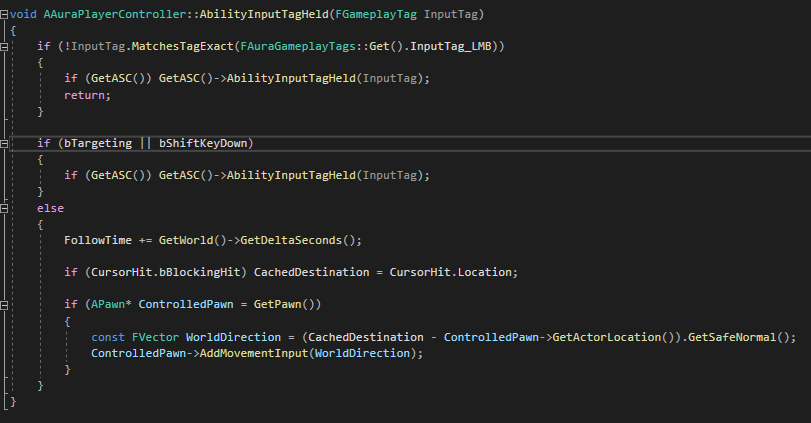 void AAuraPlayerController::AbilityInputTagHeld(FGameplayTag InputTag)
{
    if (!InputTag.MatchesTagExact(FAuraGameplayTags::Get().InputTag_LMB))
    {
        if (GetASC()) GetASC()->AbilityInputTagHeld(InputTag);
        return;
    }

    if (bTargeting || bShiftKeyDown)
    {
        if (GetASC()) GetASC()->AbilityInputTagHeld(InputTag);
    }
    else
    {
        FollowTime += GetWorld()->GetDeltaSeconds();

        if (CursorHit.bBlockingHit) CachedDestination = CursorHit.Location;

        if (APawn* ControlledPawn = GetPawn())
        {
            const FVector WorldDirection = (CachedDestination - ControlledPawn->GetActorLocation()).GetSafeNormal();
            ControlledPawn->AddMovementInput(WorldDirection);
        }
    }
}